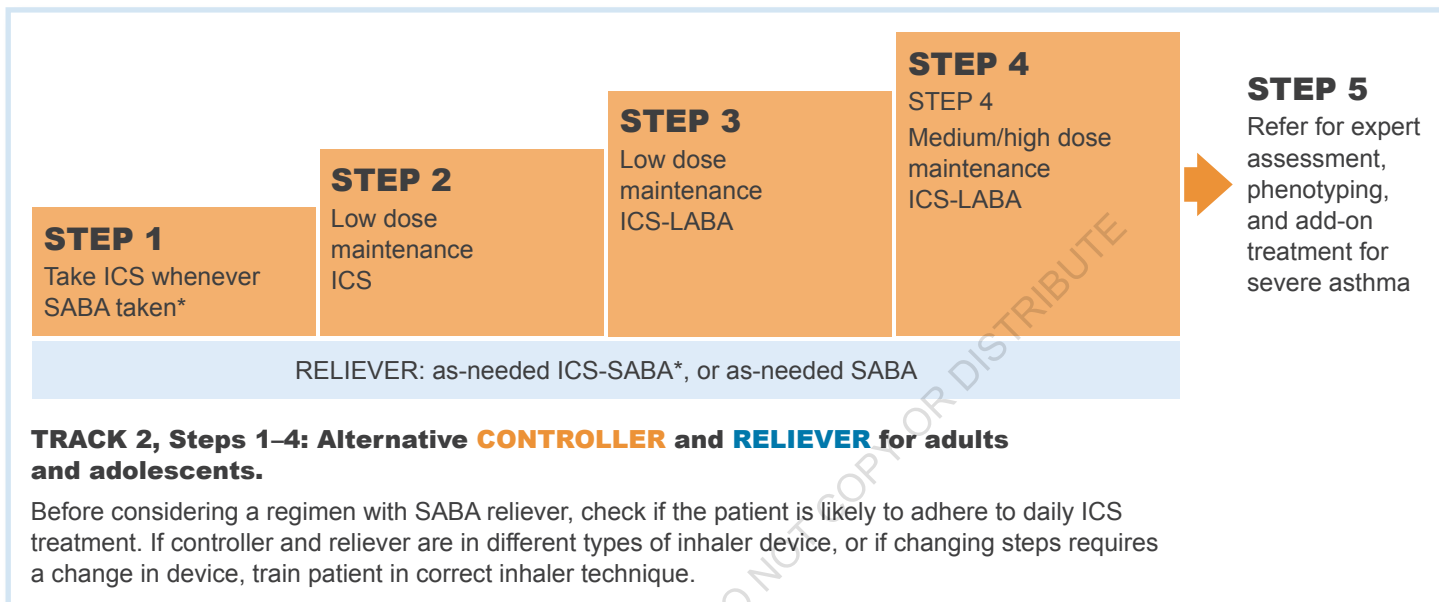 STEP 1
Take ICS whenever
SABA taken*
STEP 2
Low dose
maintenance
ICS
STEP 3
Low dose
maintenance
ICS-LABA
STEP 4
STEP 4
Medium/high dose
maintenance
ICS-LABA
STEP 5
Refer for expert
assessment,
phenotyping,
and add-on
treatment for
severe asthma
RELIEVER: as-needed ICS-SABA*, or as-needed SABA
TRACK 2, Steps 1–4: Alternative CONTROLLER and RELIEVER for adults
and adolescents.
Before considering a regimen with SABA reliever, check if the patient is likely to adhere to daily ICS
treatment. If controller and reliever are in different types of inhaler device, or if changing steps requires
a change in device, train patient in correct inhaler technique.
NOT COPY OR DISTRIBUTE